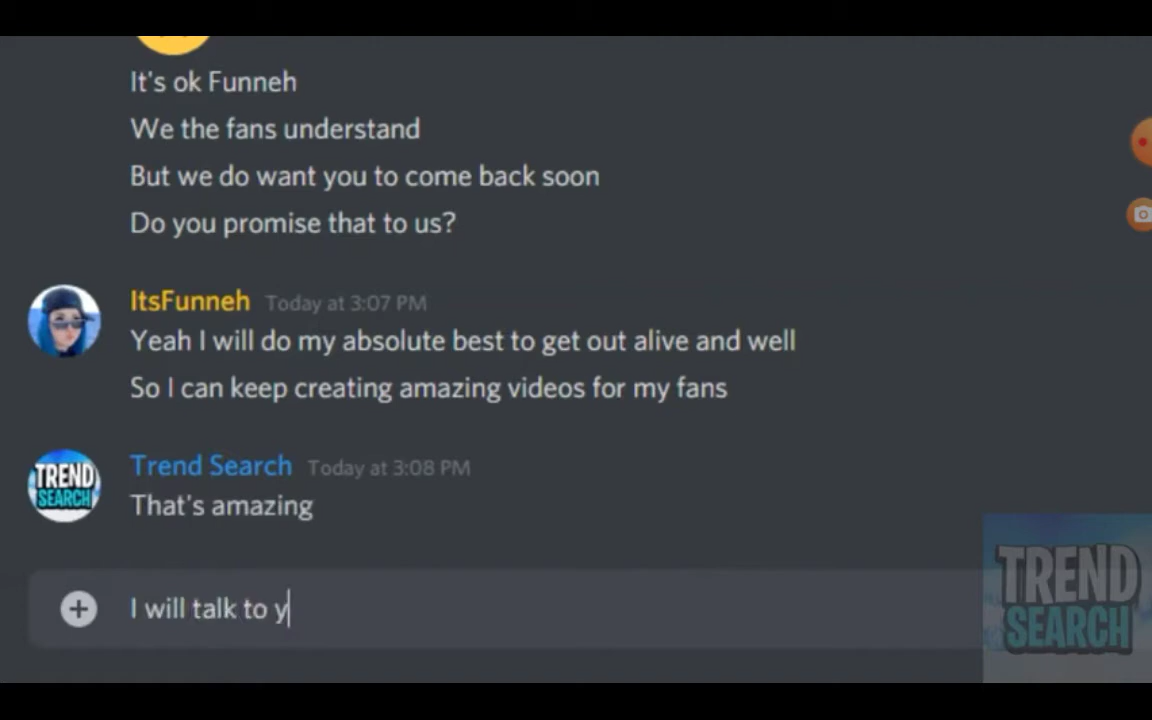 It's ok Funneh
We the fans understand
But we do want you to come back soon
Do you promise that to us?
ItsFunneh Today at 3:07 PM
Yeah I will do my absolute best to get out alive and well
So I can keep creating amazing videos for my fans
TREND
SEARCH
Trend Search Today at 3:08 PM
That's amazing
I will talk to y
TREND
SEARCH